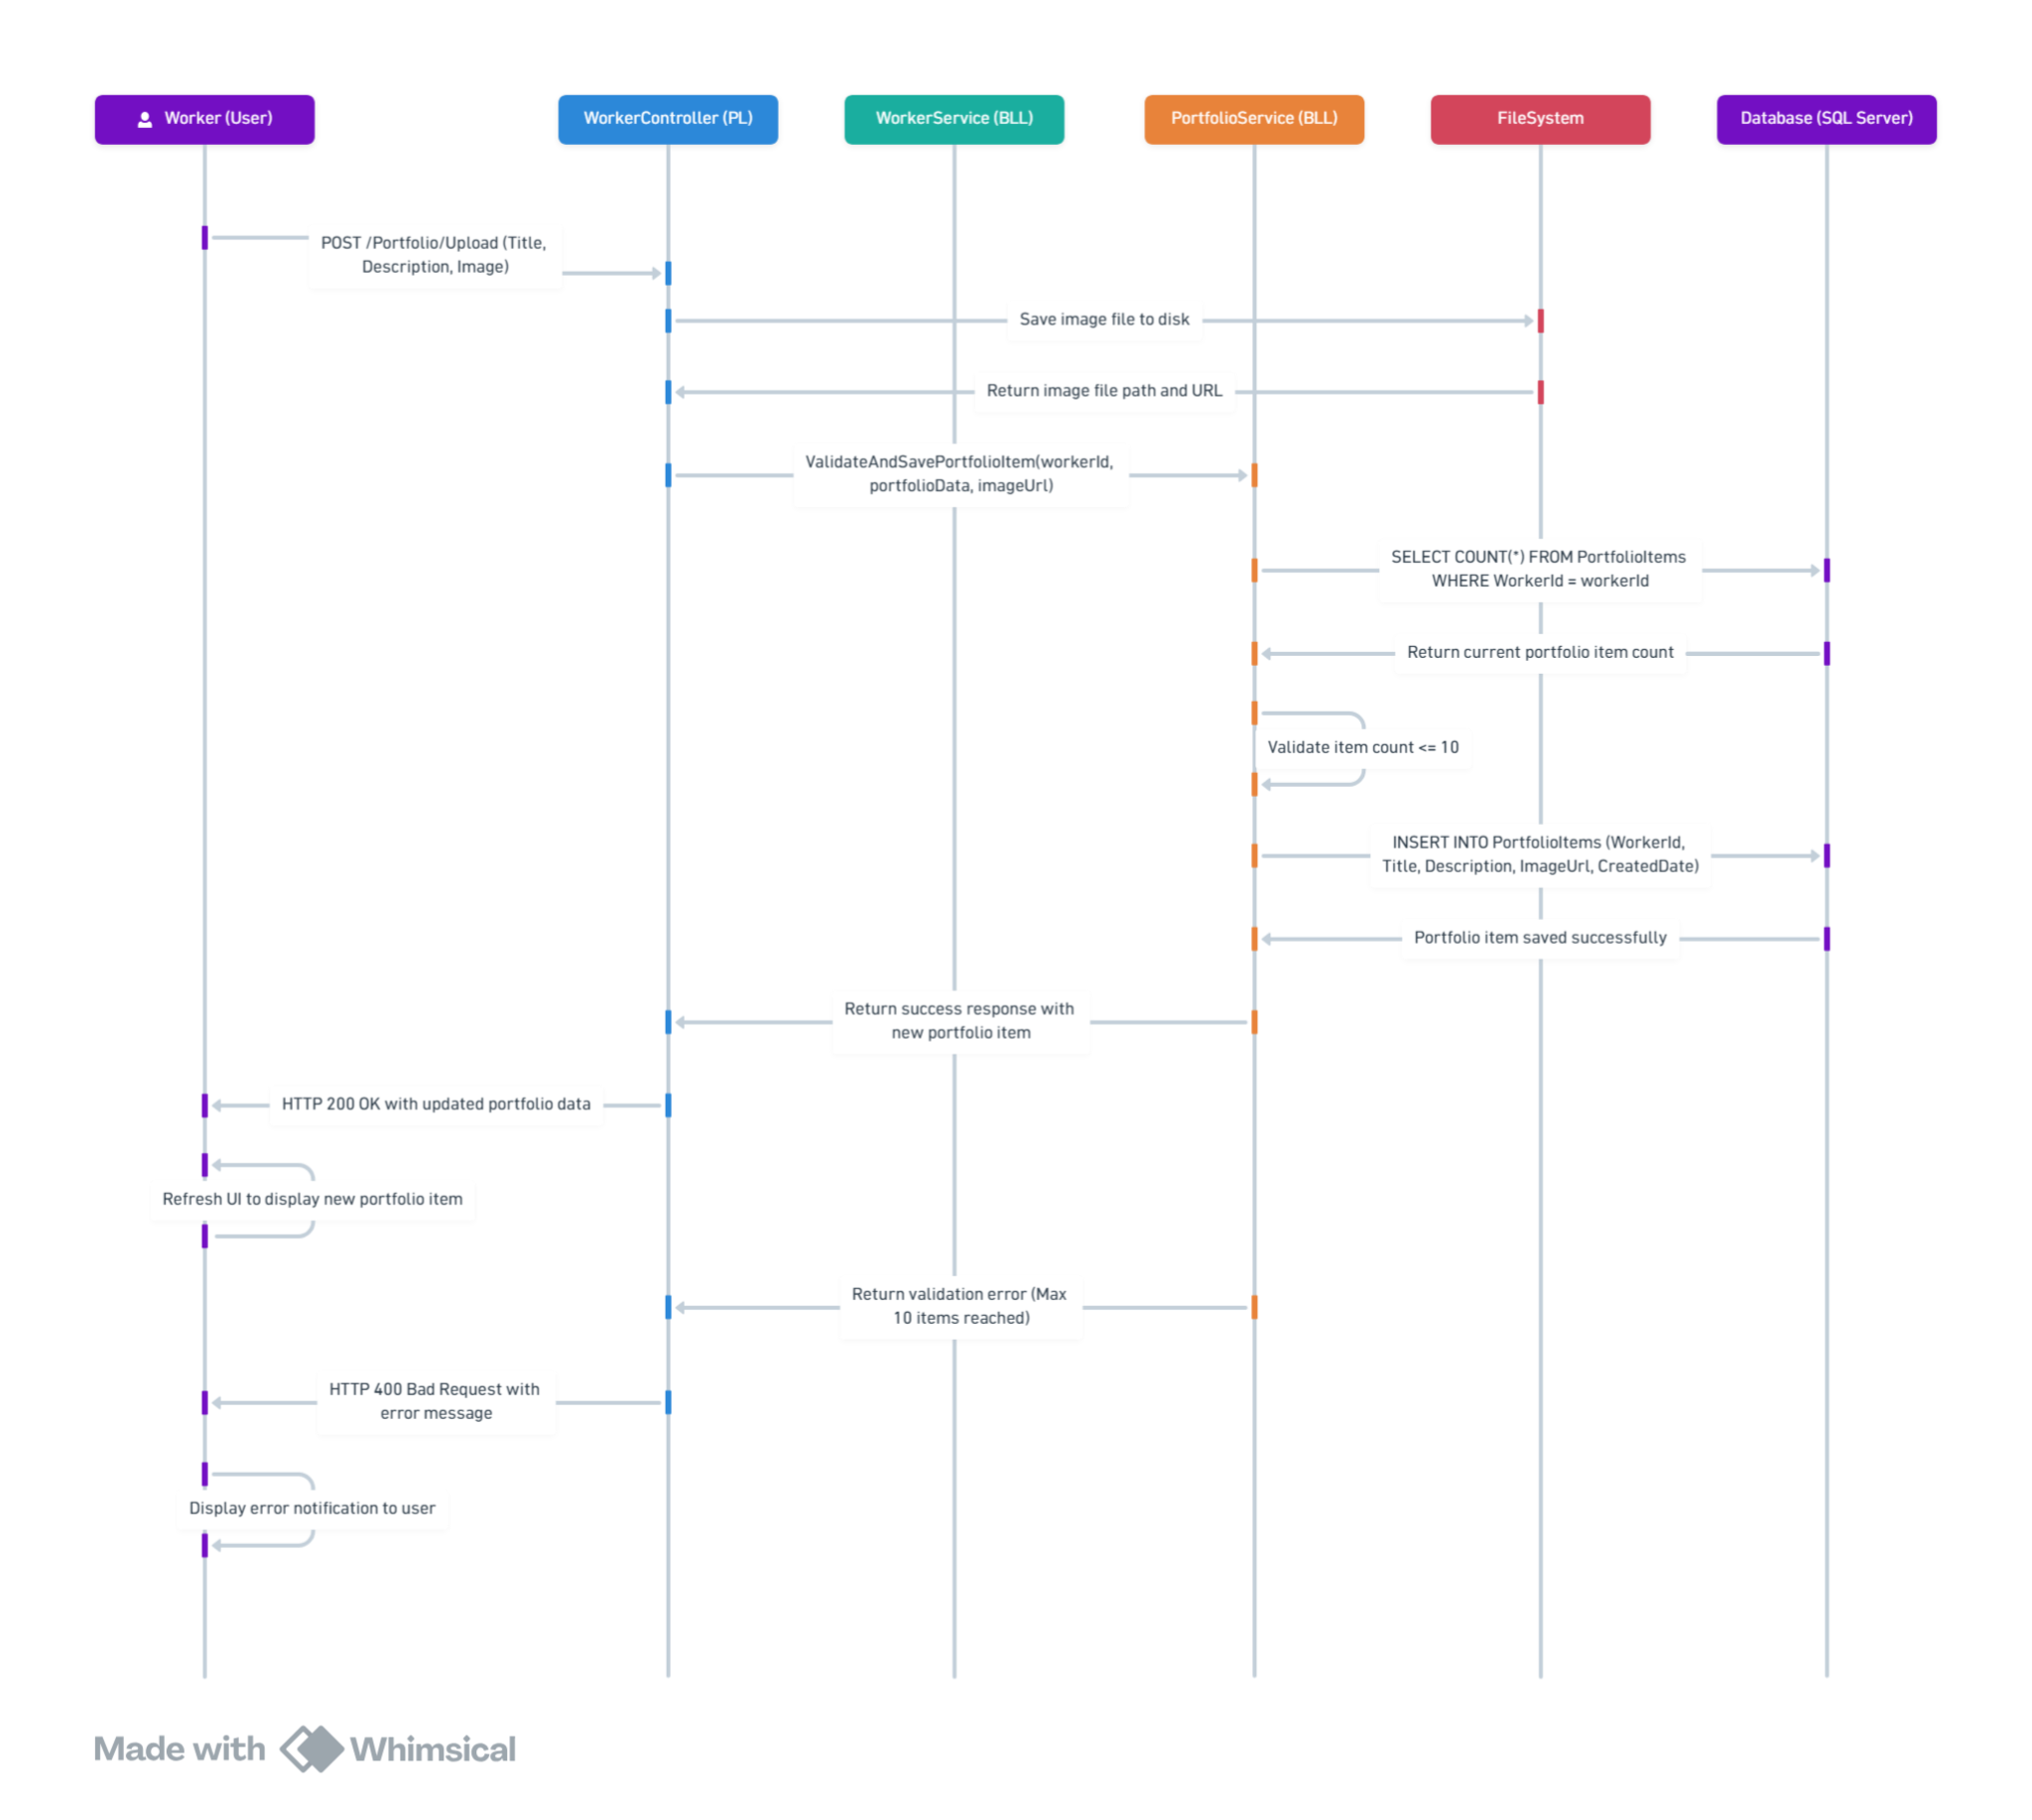 Worker (User)
WorkerController (PL)
WorkerService (BLL)
PortfolioService (BLL)
FileSystem
Database (SQL Server)
POST /Portfolio/Upload (Title,
Description, Image)
Save image file to disk
Return image file path and URL
ValidateAndSavePortfolioItem(workerId,
portfolioData, imageUrl)
SELECT COUNT(*) FROM PortfolioItems
WHERE WorkerId = workerId
Return current portfolio item count
Validate item count <= 10
INSERT INTO PortfolioItems (WorkerId,
Title, Description, ImageUrl, CreatedDate)
Portfolio item saved successfully
Return success response with
new portfolio item
HTTP 200 OK with updated portfolio data
Refresh UI to display new portfolio item
Return validation error (Max
10 items reached)
HTTP 400 Bad Request with
error message
Display error notification to user
Made with Whimsical